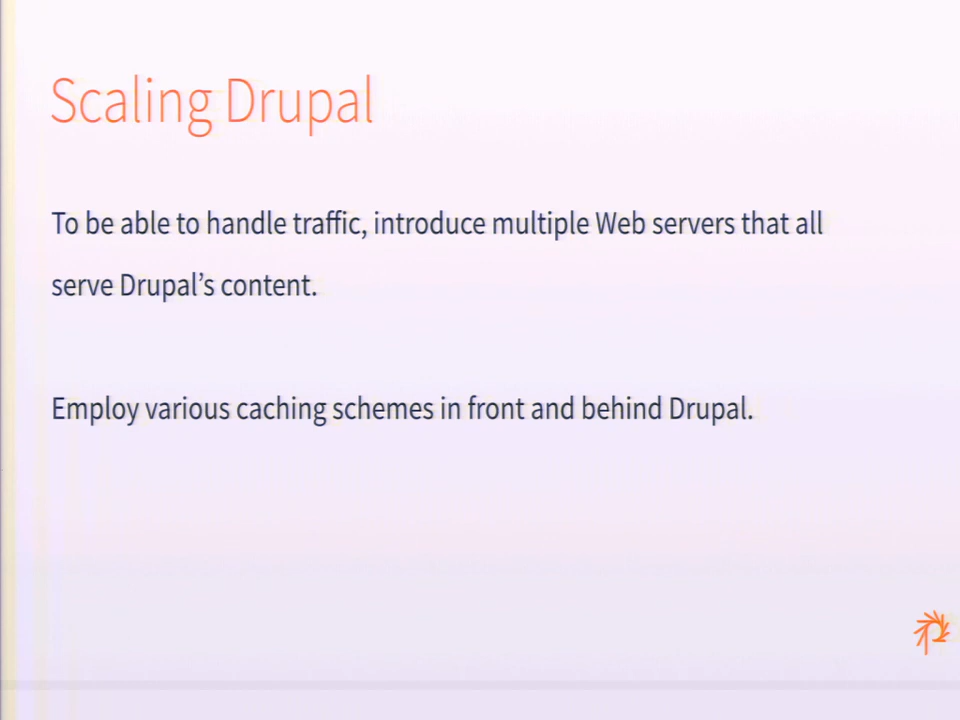 Scaling Drupal
To be able to handle traffic, introduce multiple Web servers that all
serve Drupal’s content.
Employ various caching schemes in front and behind Drupal.